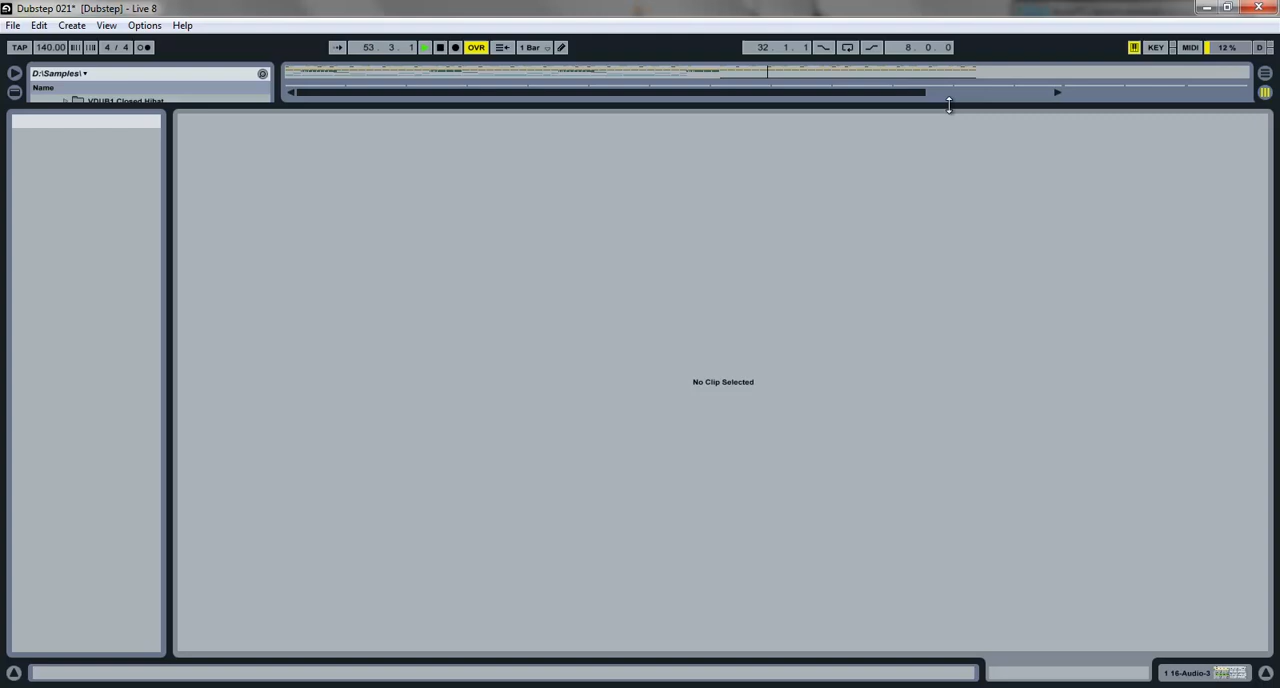 Dubstep 021* [Dubstep] - Live 8
File Edit Create View Options Help
TAP 140.00 4 / 4 53 . 3 . 1 OVR 1 Bar 32 . 1 . 1 8 . 0 . 0 KEY MIDI 12 % D
D:\Samples\
Name
VDUB1 Closed Hihat
No Clip Selected
1 16-Audio-3